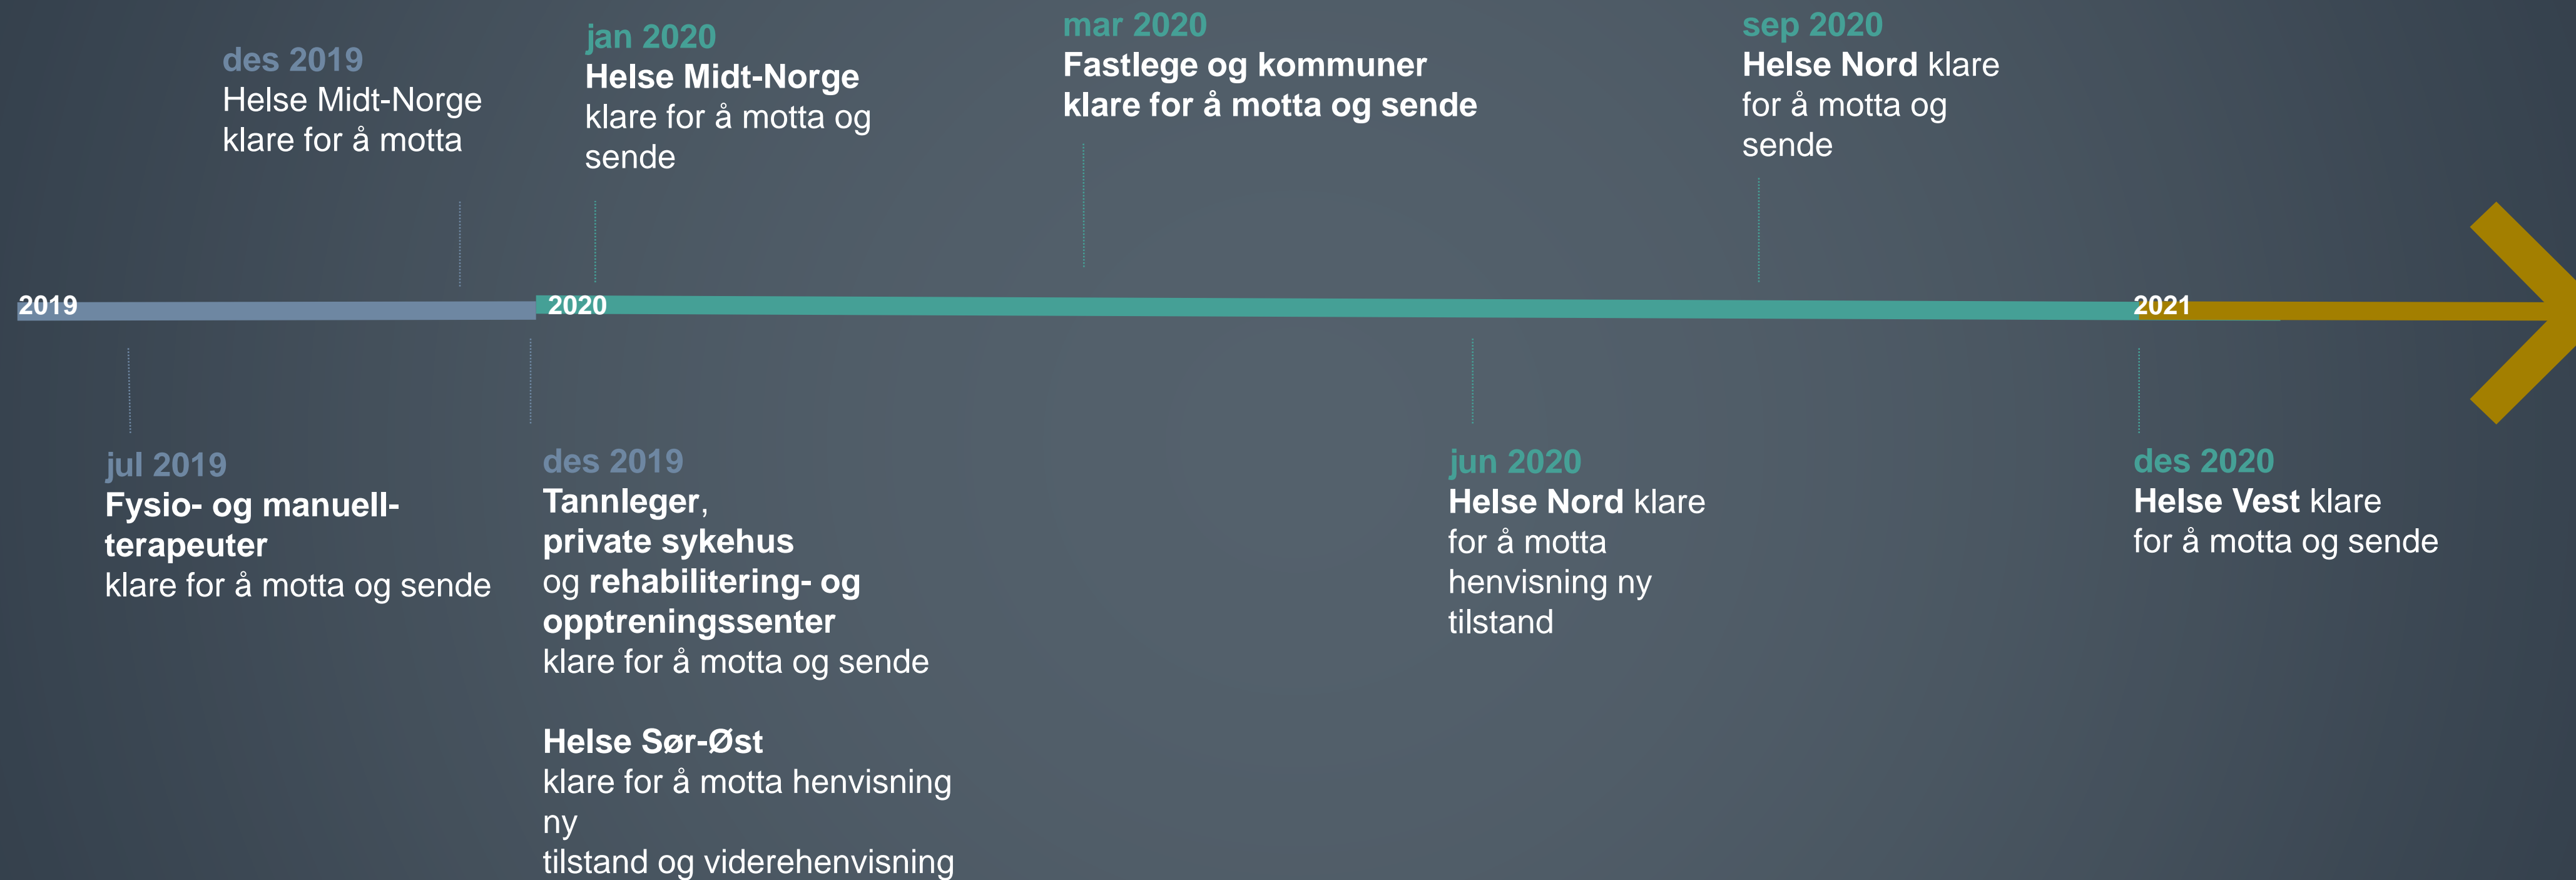 des 2019
Helse Midt-Norge
klare for å motta
jan 2020
Helse Midt-Norge
klare for å motta og
sende
mar 2020
Fastlege og kommuner
klare for å motta og sende
sep 2020
Helse Nord klare
for å motta og
sende
2019
2020
2021
jul 2019
Fysio- og manuell-
terapeuter
klare for å motta og sende
des 2019
Tannleger,
private sykehus
og rehabilitering- og
opptreningssenter
klare for å motta og sende
Helse Sør-Øst
klare for å motta henvisning
ny
tilstand og viderehenvisning
jun 2020
Helse Nord klare
for å motta
henvisning ny
tilstand
des 2020
Helse Vest klare
for å motta og sende